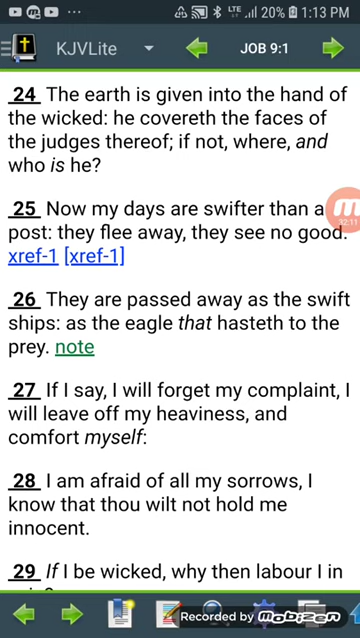 LTE 20% 1:13 PM
KJVLite JOB 9:1
24 The earth is given into the hand of
the wicked: he covereth the faces of
the judges thereof; if not, where, and
who is he?
25 Now my days are swifter than a
post: they flee away, they see no good.
xref-1 [xref-1]
32:11
26 They are passed away as the swift
ships: as the eagle that hasteth to the
prey. note
27 If I say, I will forget my complaint, I
will leave off my heaviness, and
comfort myself:
28 I am afraid of all my sorrows, I
know that thou wilt not hold me
innocent.
29 If I be wicked, why then labour I in
Recorded by Mobizen